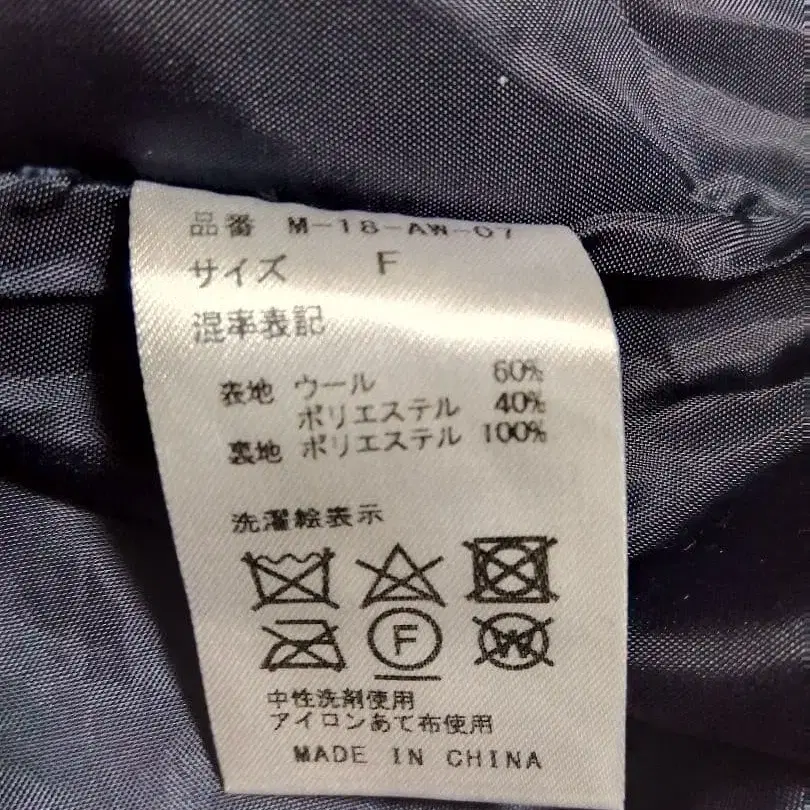 品番 M-18-AW-07
サイズ F
混率表記
表地 ウール 60%
ポリエステル 40%
裏地 ポリエステル 100%
洗濯絵表示
F W
中性洗剤使用
アイロンあて布使用
MADE IN CHINA